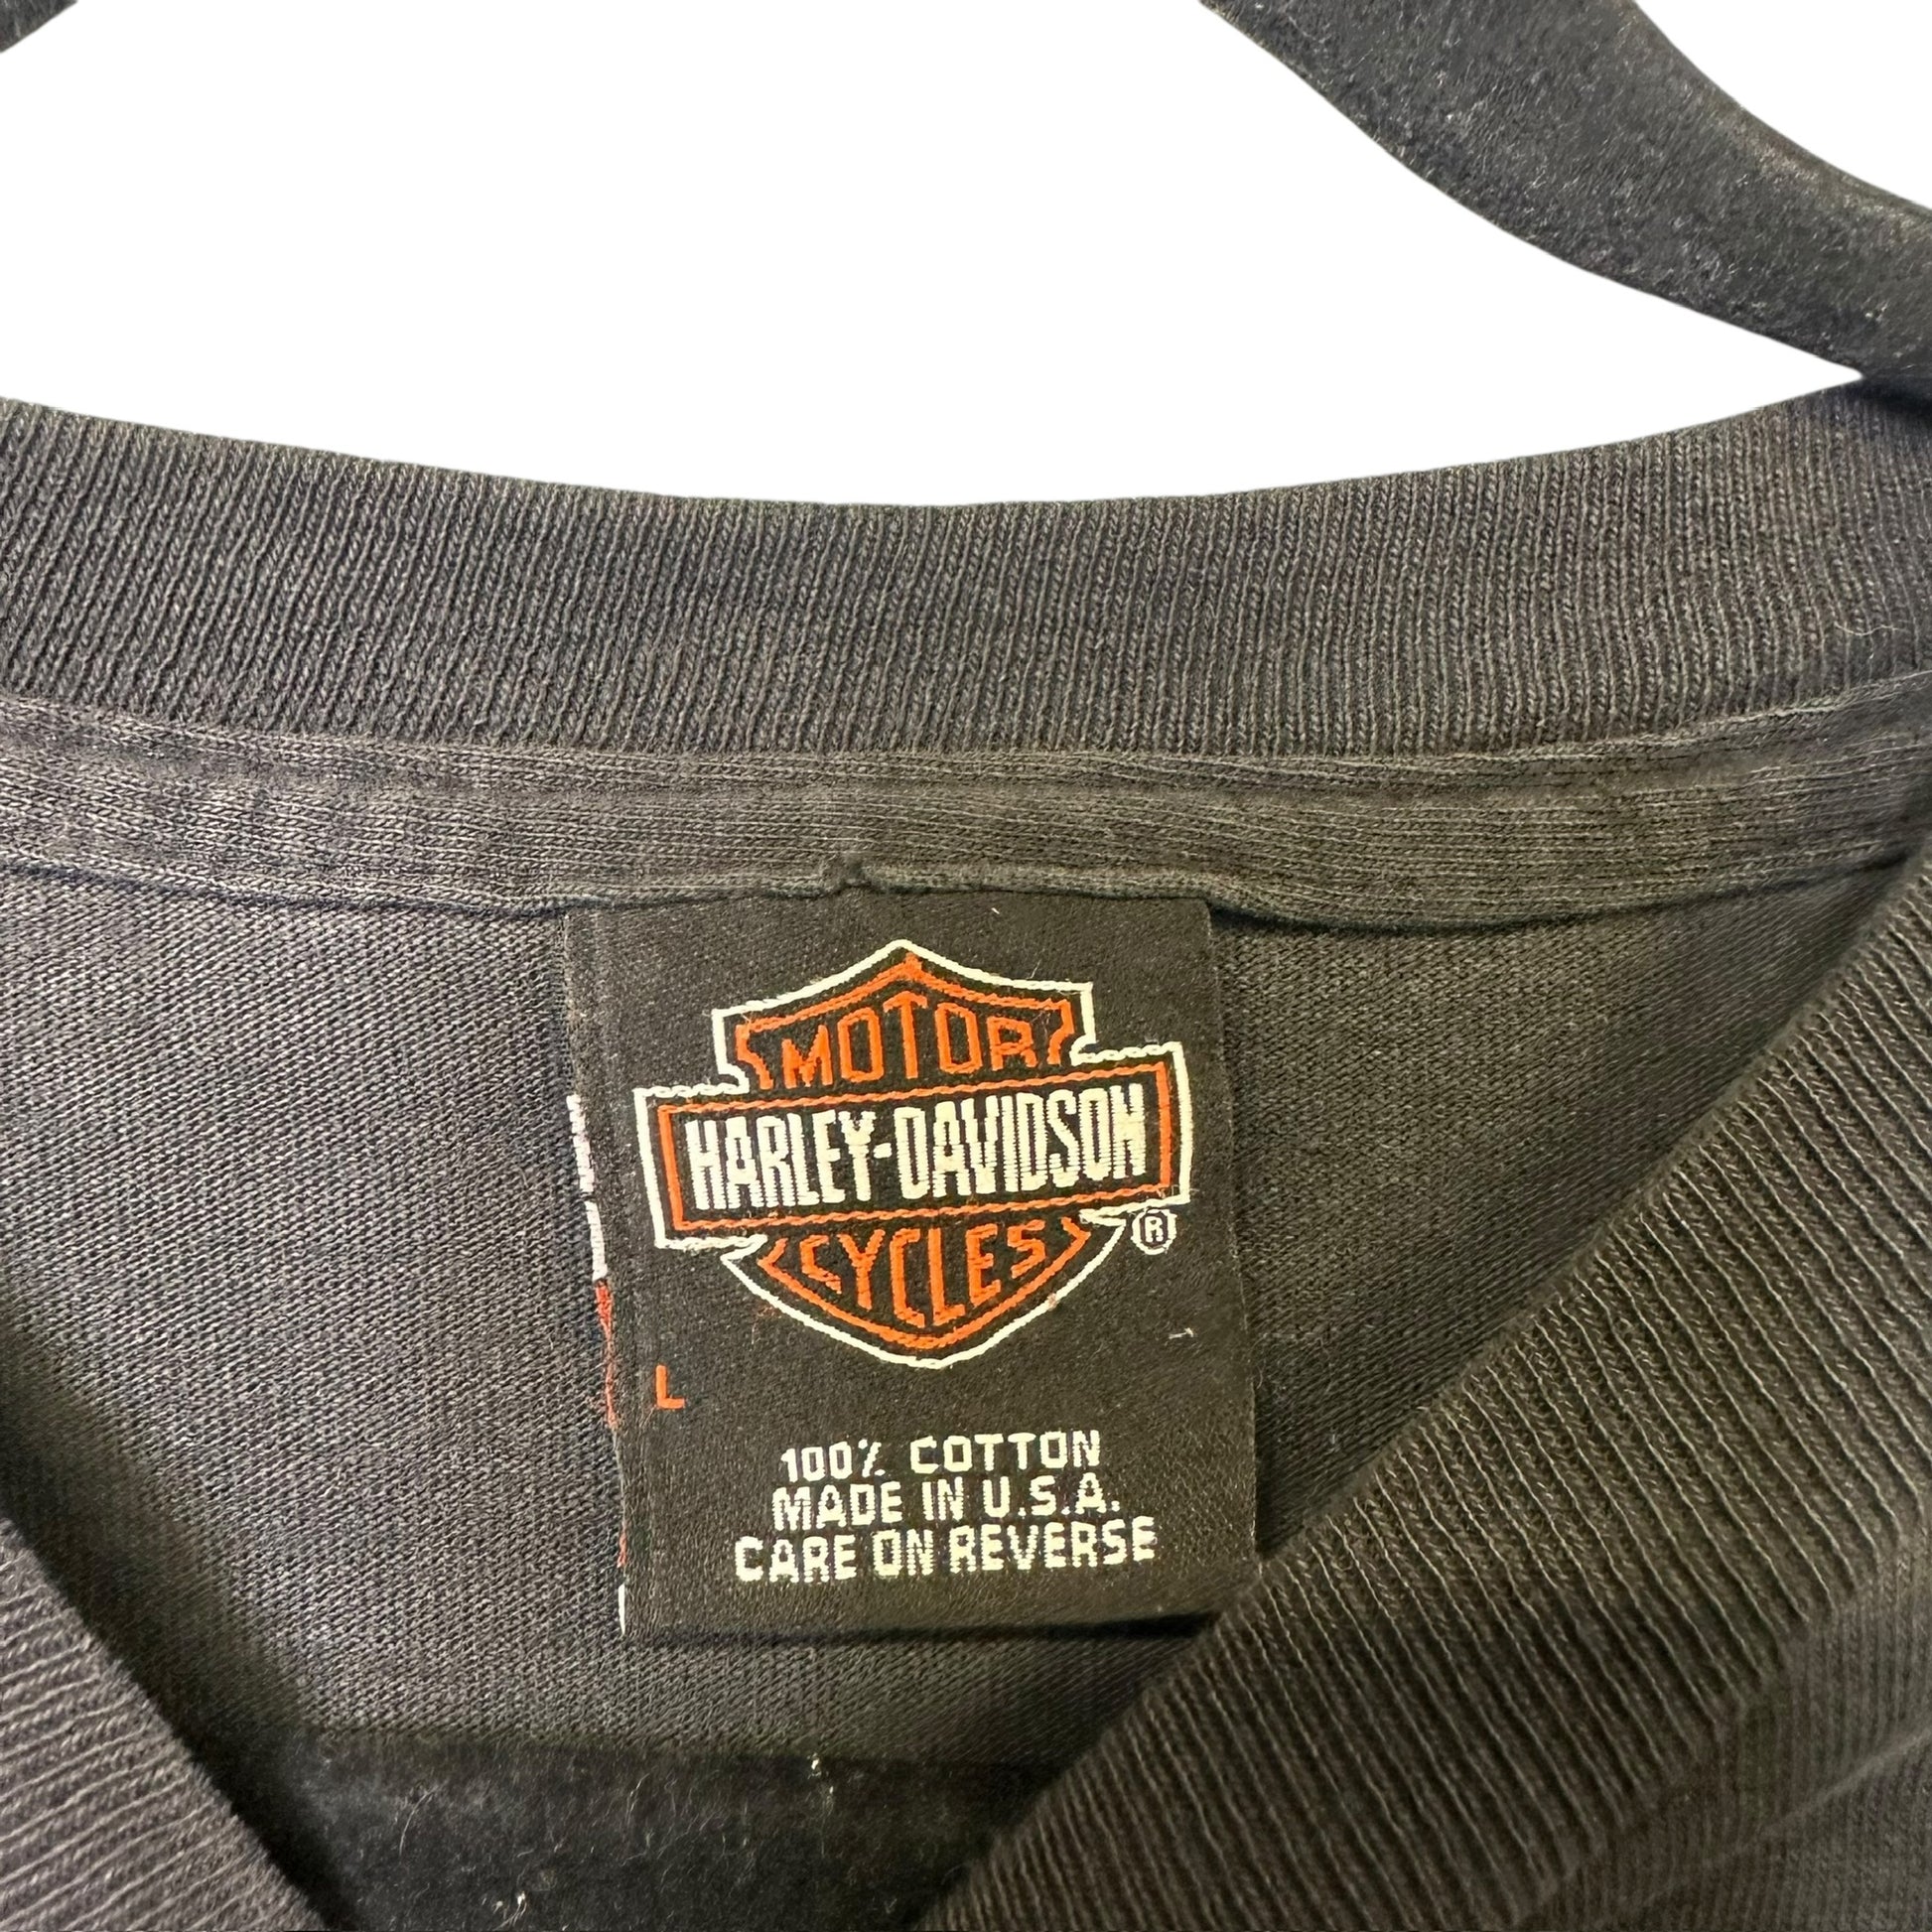 MOTOR
HARLEY-DAVIDSON
CYCLES
®
L
100% COTTON
MADE IN U.S.A.
CARE ON REVERSE